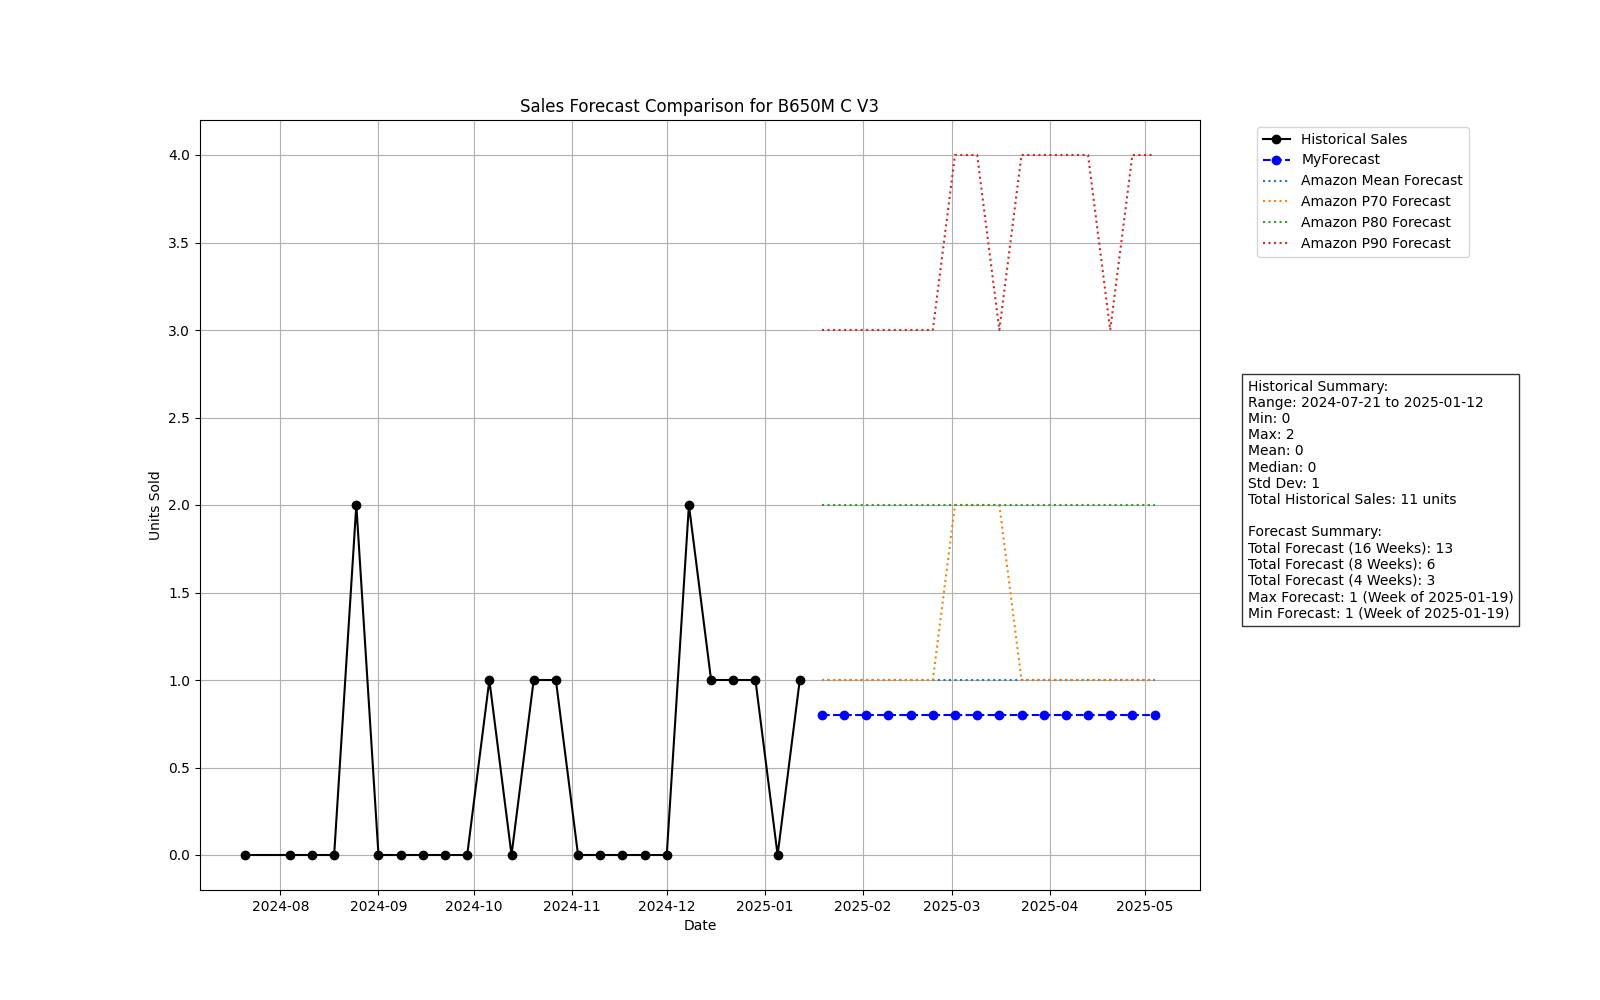 Sales Forecast Comparison for B650M C V3
Historical Sales
MyForecast
Amazon Mean Forecast
Amazon P70 Forecast
Amazon P80 Forecast
Amazon P90 Forecast
4.0
3.5
3.0
2.5
2.0
1.5
1.0
0.5
0.0
Units Sold
2024-08
2024-09
2024-10
2024-11
2024-12
2025-01
2025-02
2025-03
2025-04
2025-05
Date
Historical Summary:
Range: 2024-07-21 to 2025-01-12
Min: 0
Max: 2
Mean: 0
Median: 0
Std Dev: 1
Total Historical Sales: 11 units
Forecast Summary:
Total Forecast (16 Weeks): 13
Total Forecast (8 Weeks): 6
Total Forecast (4 Weeks): 3
Max Forecast: 1 (Week of 2025-01-19)
Min Forecast: 1 (Week of 2025-01-19)